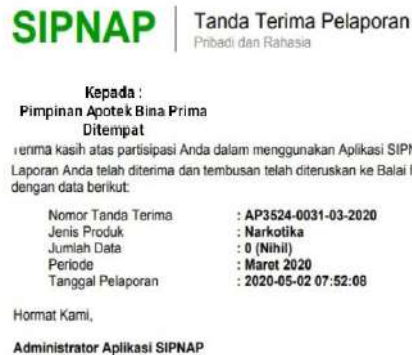 SIPNAP
Tanda Terima Pelaporan
Pribadi dan Rahasia
Kepada :
Pimpinan Apotek Bina Prima
Ditempat
kasih atas partisipasi Anda dalam menggunakan Aplikasi
Laporan Anda telah diterima dan tembusan telah diteruskan ke Balai
dengan data berikut:
Nomor Tanda Terima : AP3524-0031-03-2020
Jenis Produk : Narkotika
Jumlah Data : 0 (Nihil)
Periode : Maret 2020
Tanggal Pelaporan : 2020-05-02 07:52:08
Hormat Kami,
Administrator Aplikasi SIPNAP